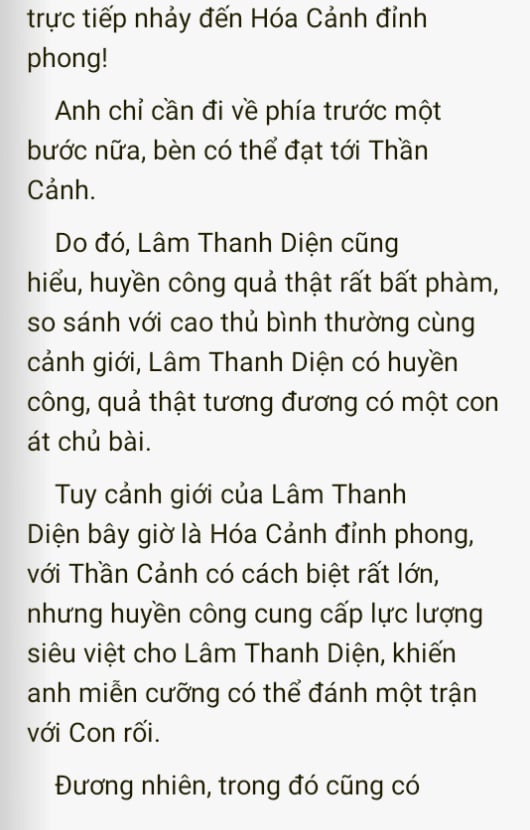 trực tiếp nhảy đến Hóa Cảnh đỉnh
phong!
Anh chỉ cần đi về phía trước một
bước nữa, bèn có thể đạt tới Thần
Cảnh.
Do đó, Lâm Thanh Diện cũng
hiểu, huyền công quả thật rất bất phàm,
so sánh với cao thủ bình thường cùng
cảnh giới, Lâm Thanh Diện có huyền
công, quả thật tương đương có một con
át chủ bài.
Tuy cảnh giới của Lâm Thanh
Diện bây giờ là Hóa Cảnh đỉnh phong,
với Thần Cảnh có cách biệt rất lớn,
nhưng huyền công cung cấp lực lượng
siêu việt cho Lâm Thanh Diện, khiến
anh miễn cưỡng có thể đánh một trận
với Con rối.
Đương nhiên, trong đó cũng có